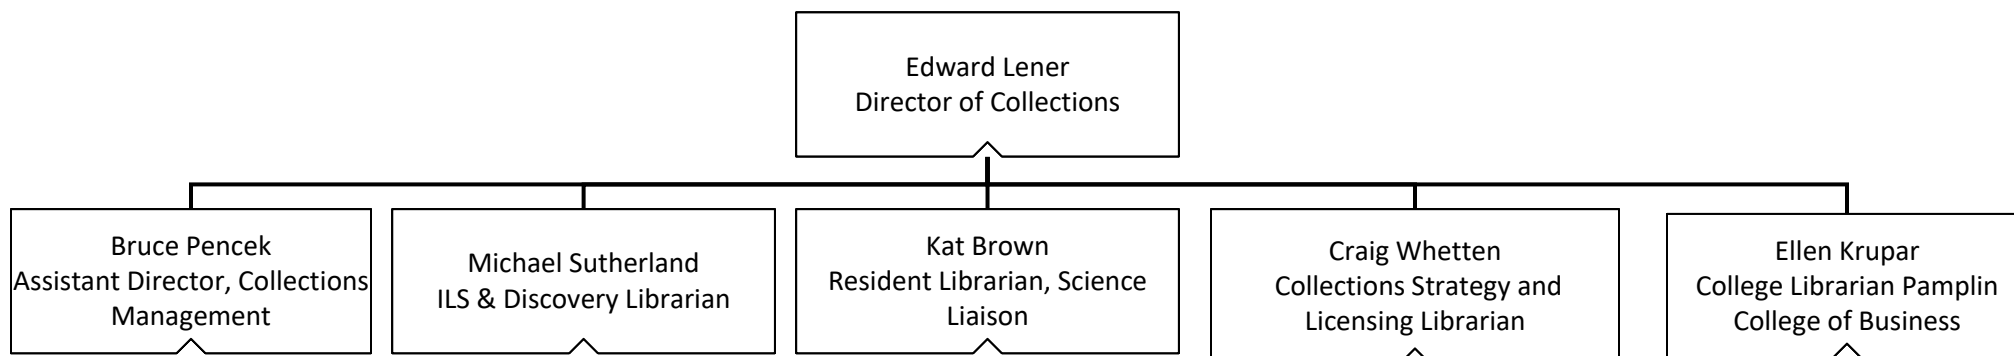 Edward Lener
Director of Collections
Bruce Pencek
Assistant Director, Collections
Management
Michael Sutherland
ILS & Discovery Librarian
Kat Brown
Resident Librarian, Science
Liaison
Craig Whetten
Collections Strategy and
Licensing Librarian
Ellen Krupar
College Librarian Pamplin
College of Business